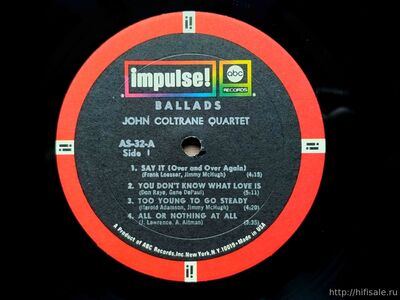 impulse!
abc
RECORDS
BALLADS
JOHN COLTRANE QUARTET
AS-32-A
Side 1
1. SAY IT (Over and Over Again)
(Frank Loesser, Jimmy McHugh) (4:18)
2. YOU DON'T KNOW WHAT LOVE IS
(Don Raye, Gene DePaul) (5:11)
3. TOO YOUNG TO GO STEADY
(Harold Adamson, Jimmy McHugh) (4:20)
4. ALL OR NOTHING AT ALL
(J. Lawrence, A. Altman) (3:35)
A Product of ABC Records, Inc. New York, N.Y. 10019 • Made in USA
i!
i!
i!
i!
http://hifisale.ru/